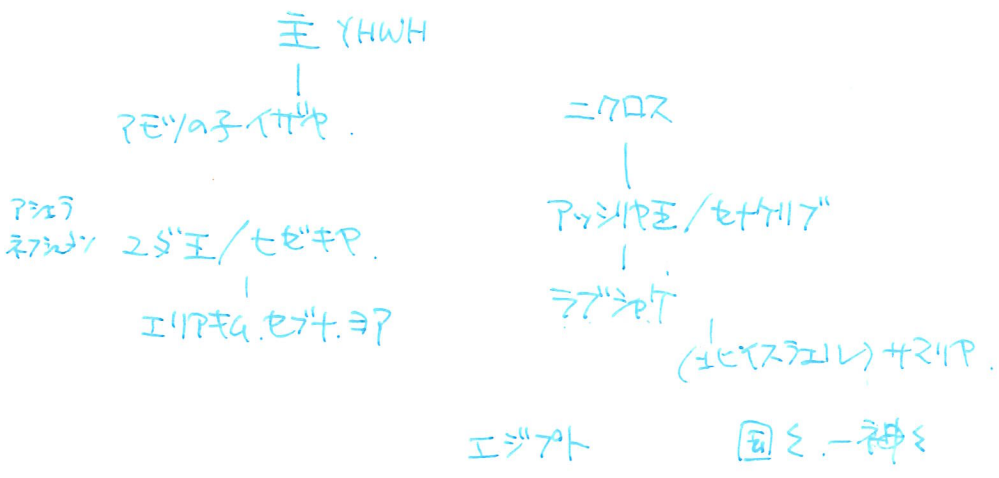 主 YHWH
アモツの子イザヤ.
ニクロス
アシェラ
ネフシュタン
ユダ王/ヒゼキヤ.
アッシリヤ王/セナケリブ
エリアキム.セブナ.ヨア
ラブシャケ
(北イスラエル)サマリヤ.
エジプト
国々.ー神々